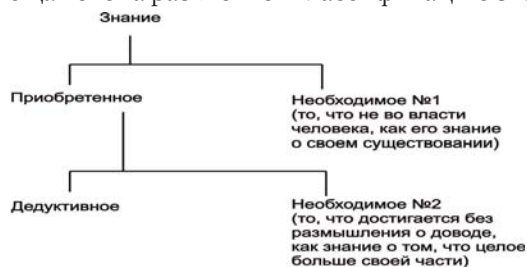 Знание
Приобретенное
Необходимое №1
(то, что не во власти
человека, как его знание
о своем существовании)
Дедуктивное
Необходимое №2
(то, что достигается без
размышления о доводе,
как знание о том, что целое
больше своей части)